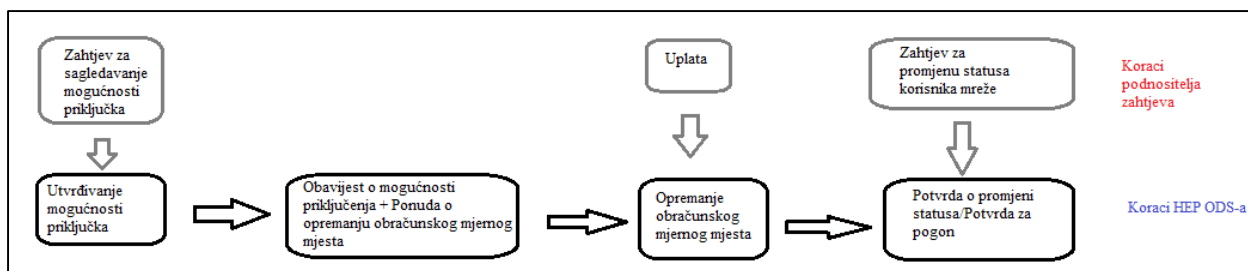 Zahtjev za
sagledavanje
mogućnosti
priključka
Uplata
Zahtjev za
promjenu statusa
korisnika mreže
Koraci
podnositelja
zahtjeva
Utvrđivanje
mogućnosti
priključka
Obavijest o mogućnosti
priključenja + Ponuda o
opremanju obračunskog mjernog
mjesta
Opremanje
obračunskog
mjernog mjesta
Potvrda o promjeni
statusa/Potvrda za
pogon
Koraci HEP ODS-a